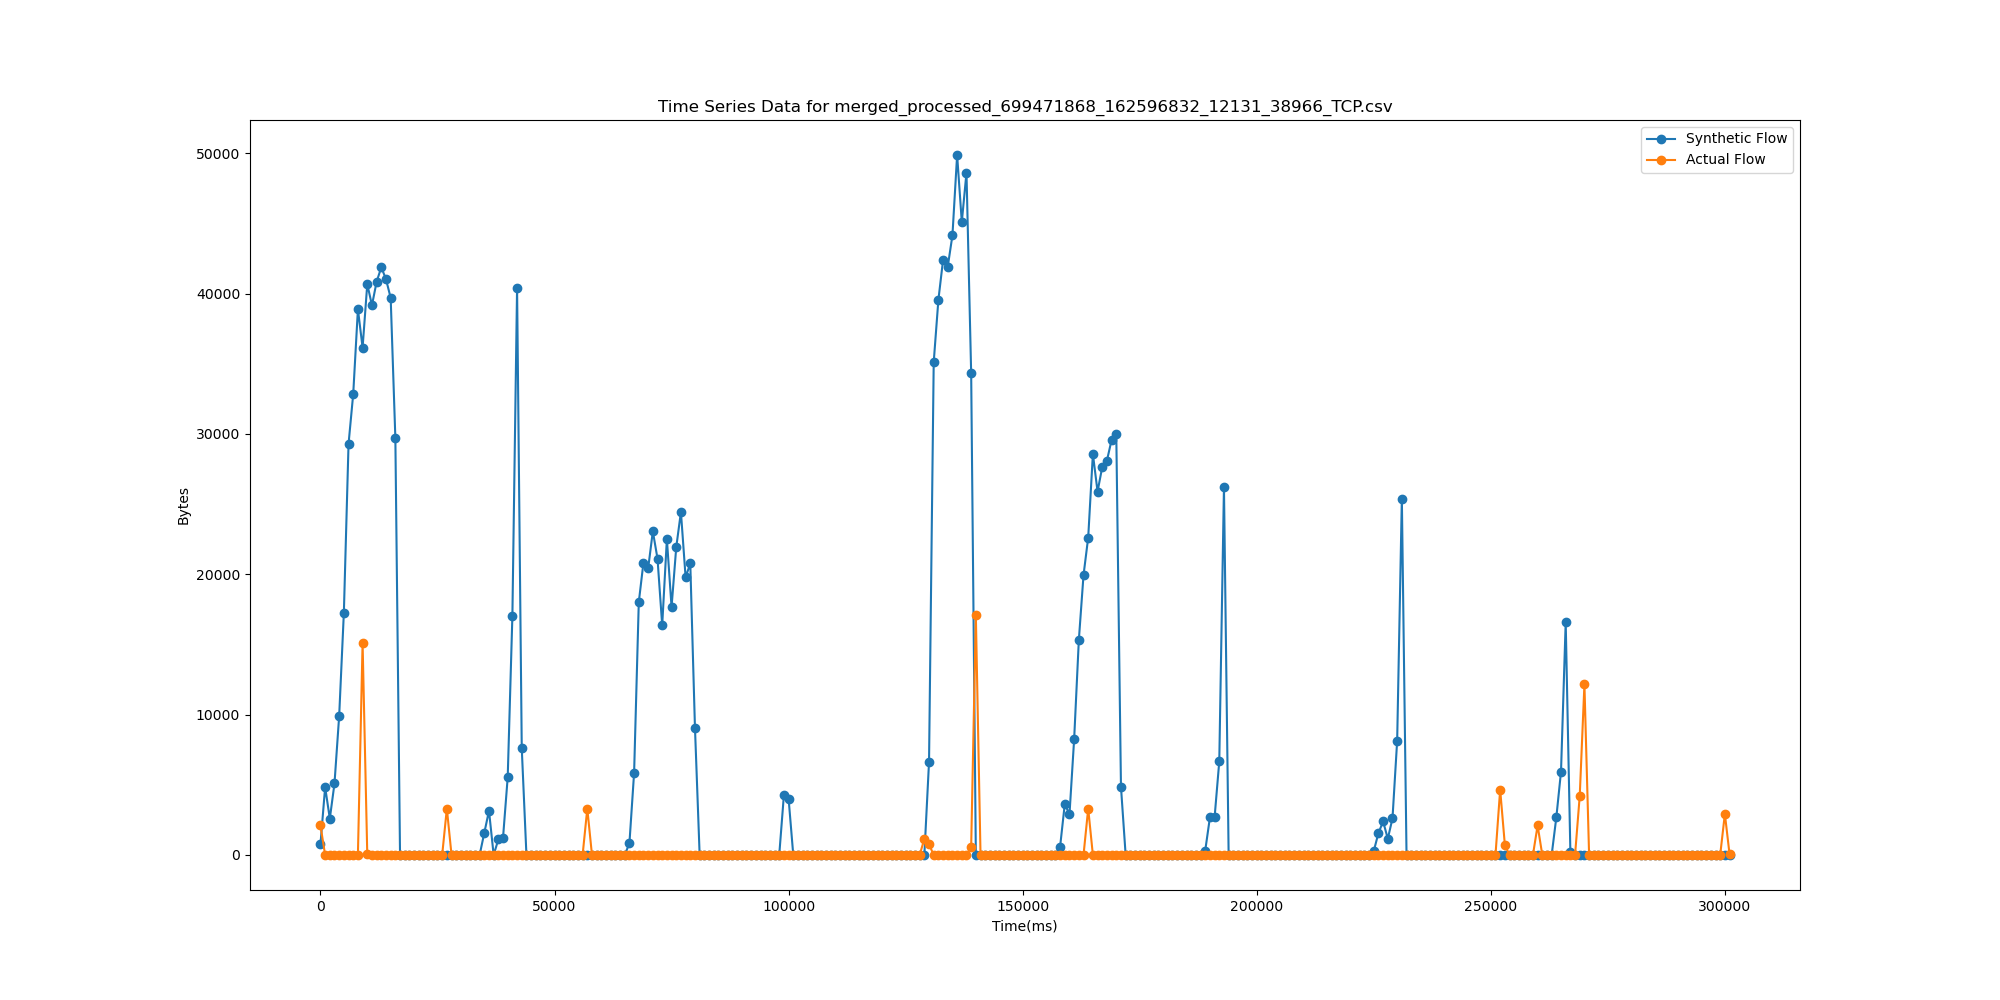 Time Series Data for merged_processed_699471868_162596832_12131_38966_TCP.csv
Synthetic Flow
Actual Flow
50000
40000
30000
20000
10000
0
Bytes
0 50000 100000 150000 200000 250000 300000
Time(ms)